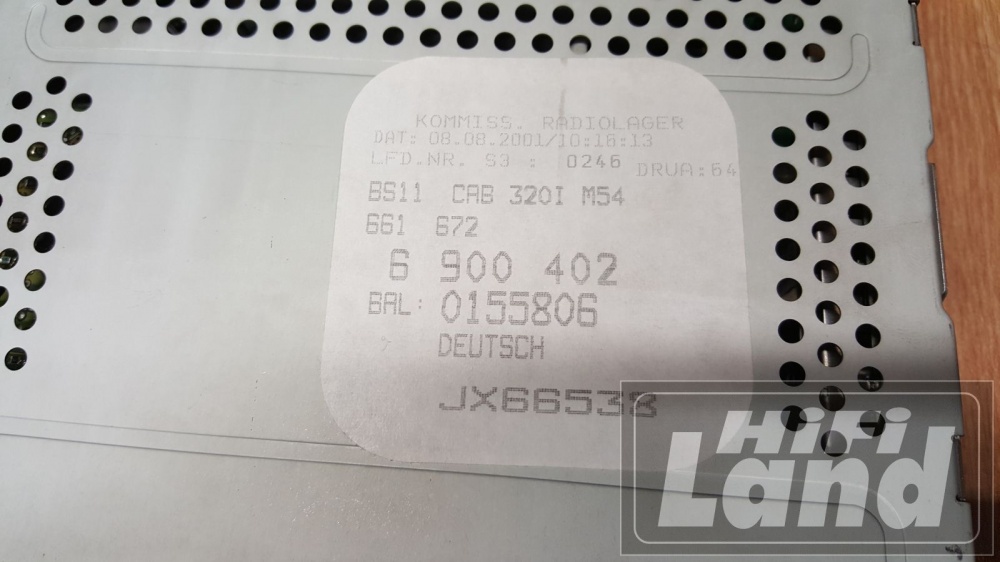 KOMMISS. RADIOLAGER
DAT: 08.08.2001/10:16:13
LFD.NR. S3 : 0246 DRUA:64
BS11 CAB 320I M54
661 672
6 900 402
BAL: 0155806
DEUTSCH
JX66538
HiFi
Land